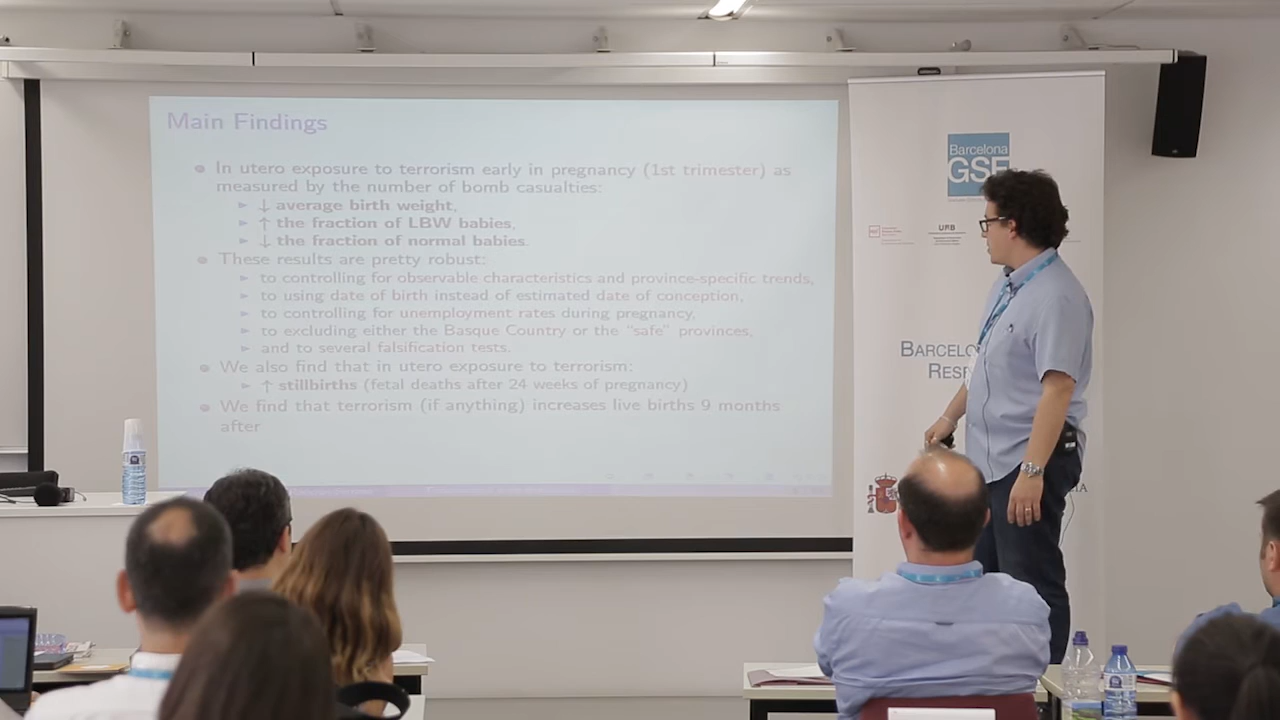 Main Findings
In utero exposure to terrorism early in pregnancy (1st trimester) as
measured by the number of bomb casualties:
↓ average birth weight,
↑ the fraction of LBW babies,
↓ the fraction of normal babies.
These results are pretty robust:
to controlling for observable characteristics and province-specific trends,
to using date of birth instead of estimated date of conception,
to controlling for unemployment rates during pregnancy,
to excluding either the Basque Country or the "safe" provinces,
and to several falsification tests.
We also find that in utero exposure to terrorism:
↑ stillbirths (fetal deaths after 24 weeks of pregnancy)
We find that terrorism (if anything) increases live births 9 months
after
Barcelona
GSE
UPB